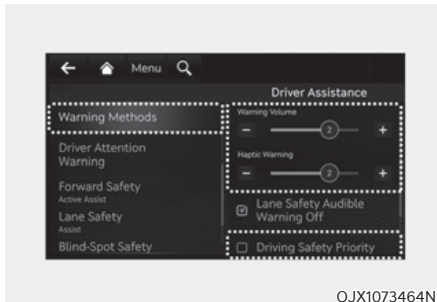 Menu
Driver Assistance
Warning Methods
Driver Attention
Warning
Forward Safety
Active Assist
Lane Safety
Assist
Blind-Spot Safety
Warning Volume
- 2 +
Haptic Warning
- 2 +
Lane Safety Audible
Warning Off
Driving Safety Priority
OJX1073464N